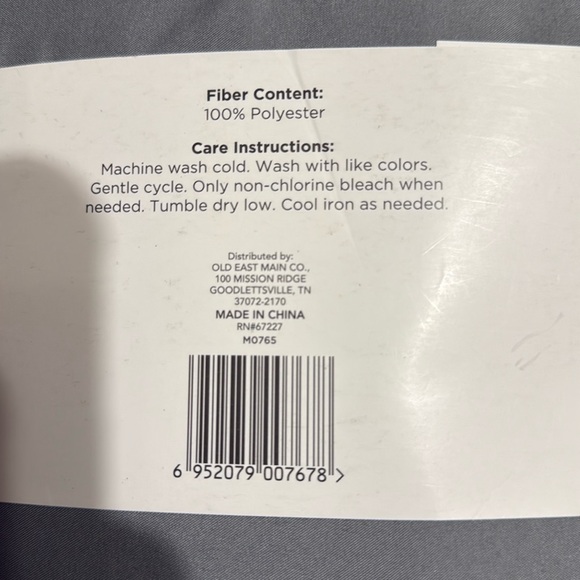 Fiber Content:
100% Polyester
Care Instructions:
Machine wash cold. Wash with like colors.
Gentle cycle. Only non-chlorine bleach when
needed. Tumble dry low. Cool iron as needed.
Distributed by:
OLD EAST MAIN CO.,
100 MISSION RIDGE
GOODLETTSVILLE, TN
37072-2170
MADE IN CHINA
RN#67227
M0765
6 952079 007678 >